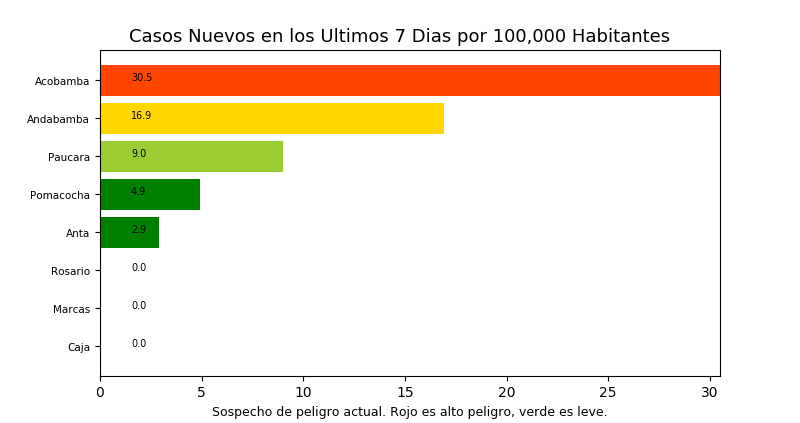 Casos Nuevos en los Ultimos 7 Dias por 100,000 Habitantes
Acobamba 30.5
Andabamba 16.9
Paucara 9.0
Pomacocha 4.9
Anta 2.9
Rosario 0.0
Marcas 0.0
Caja 0.0
0 5 10 15 20 25 30
Sospecho de peligro actual. Rojo es alto peligro, verde es leve.